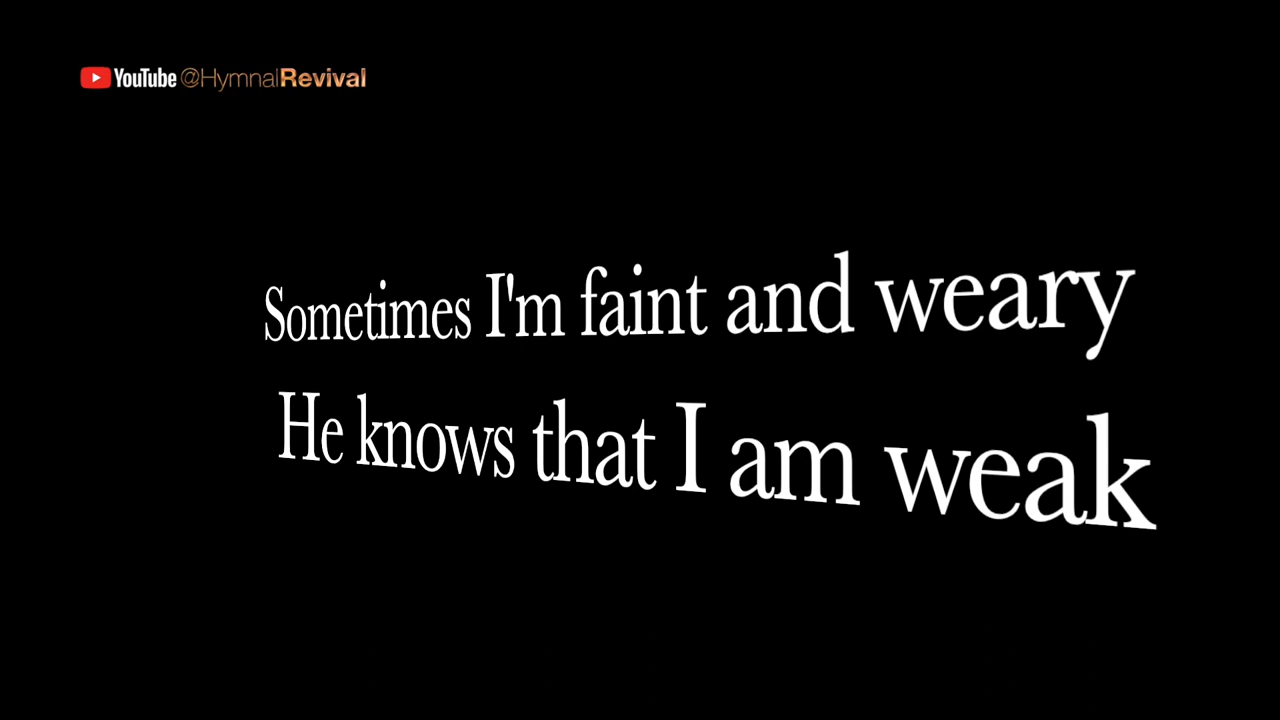 YouTube @HymnalRevival
Sometimes I'm faint and weary
He knows that I am weak